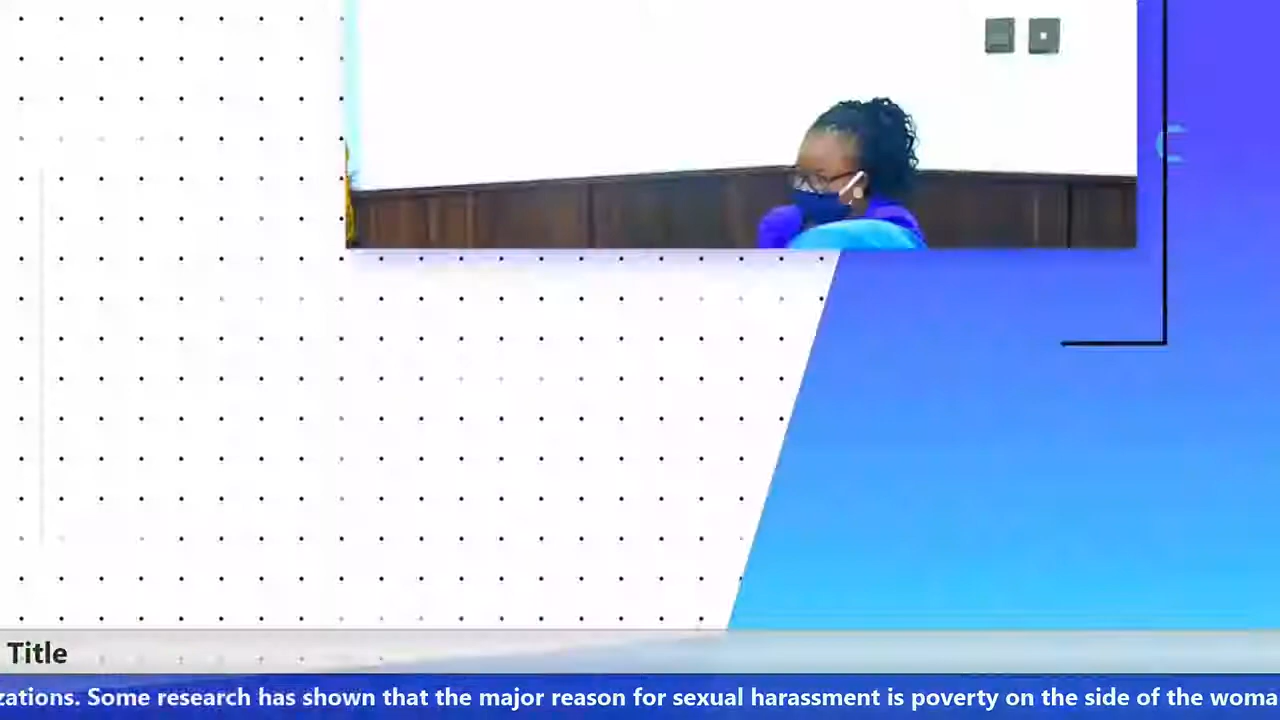 Title
zations. Some research has shown that the major reason for sexual harassment is poverty on the side of the woma